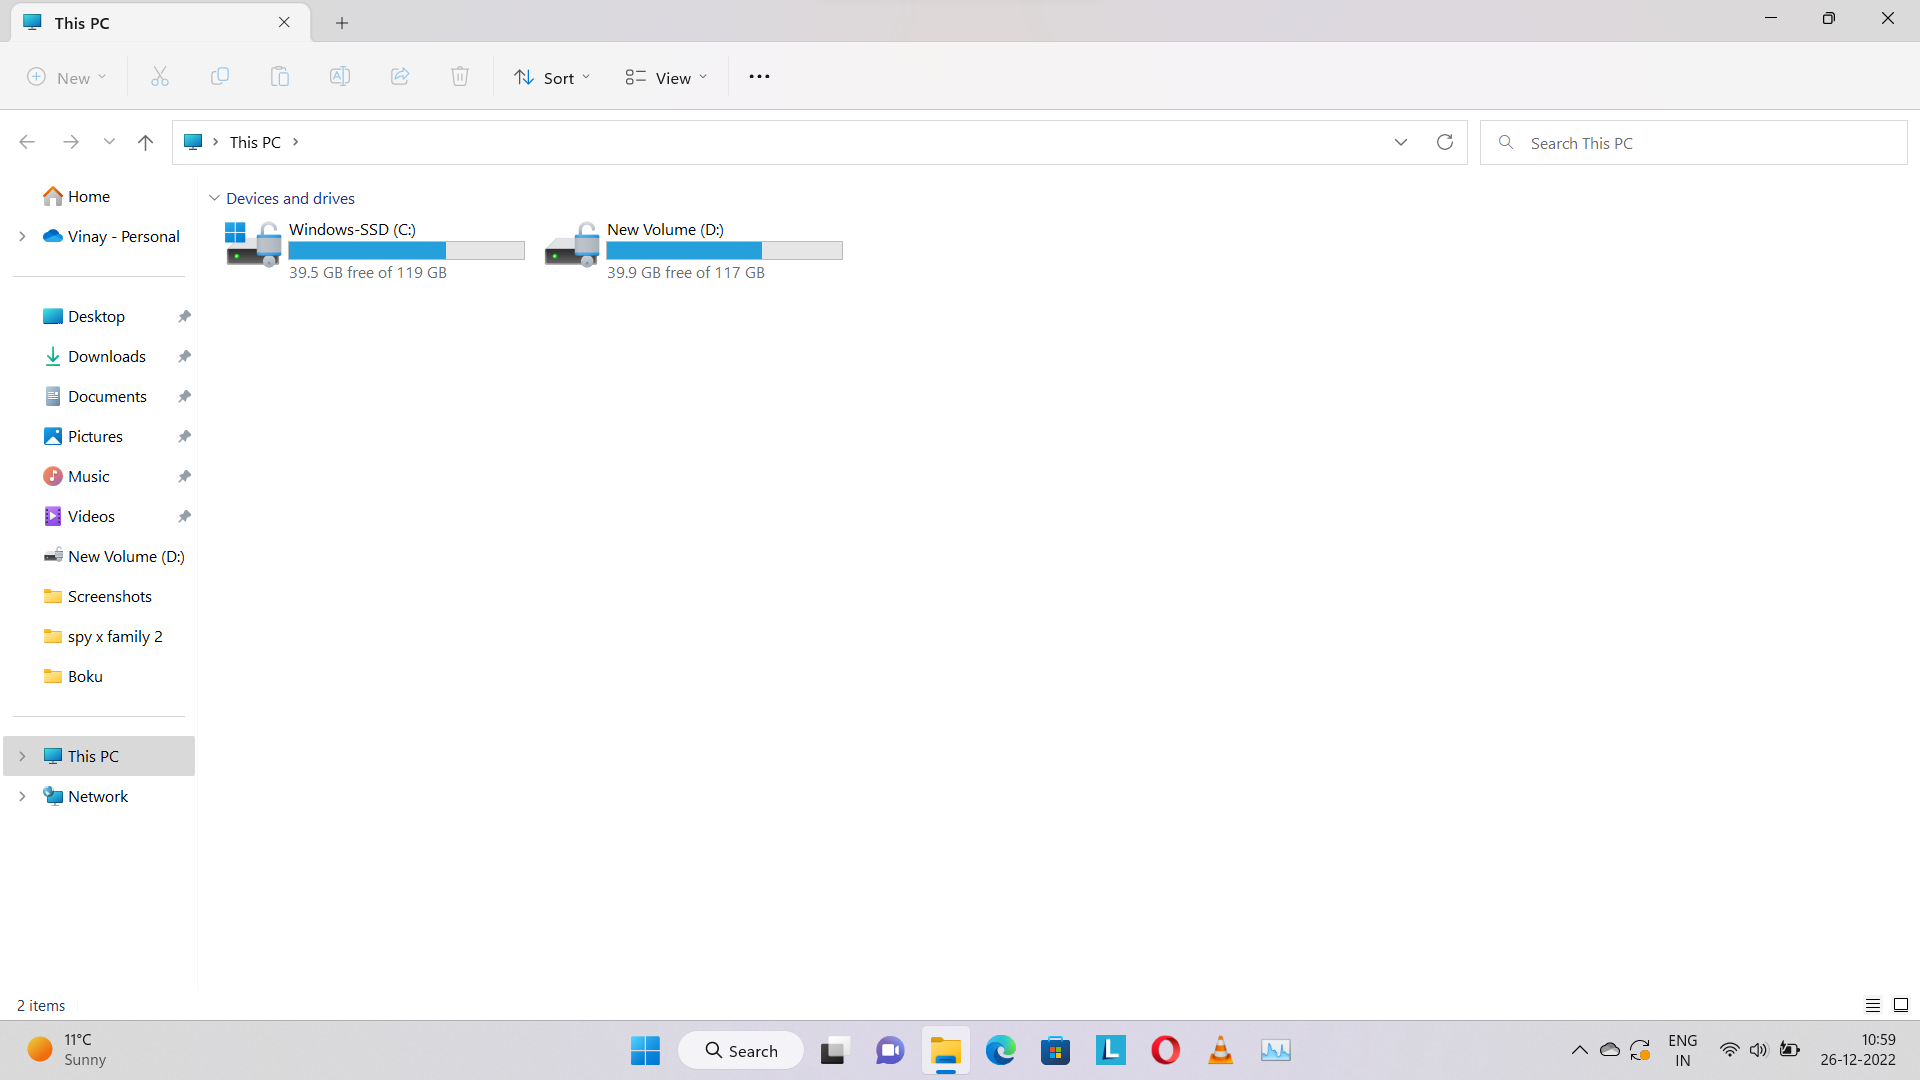 This PC
New
Sort
View
This PC
Search This PC
Home
Vinay - Personal
Desktop
Downloads
Documents
Pictures
Music
Videos
New Volume (D:)
Screenshots
spy x family 2
Boku
This PC
Network
Devices and drives
Windows-SSD (C:)
39.5 GB free of 119 GB
New Volume (D:)
39.9 GB free of 117 GB
2 items
11°C
Sunny
Search
L
ENG
IN
10:59
26-12-2022